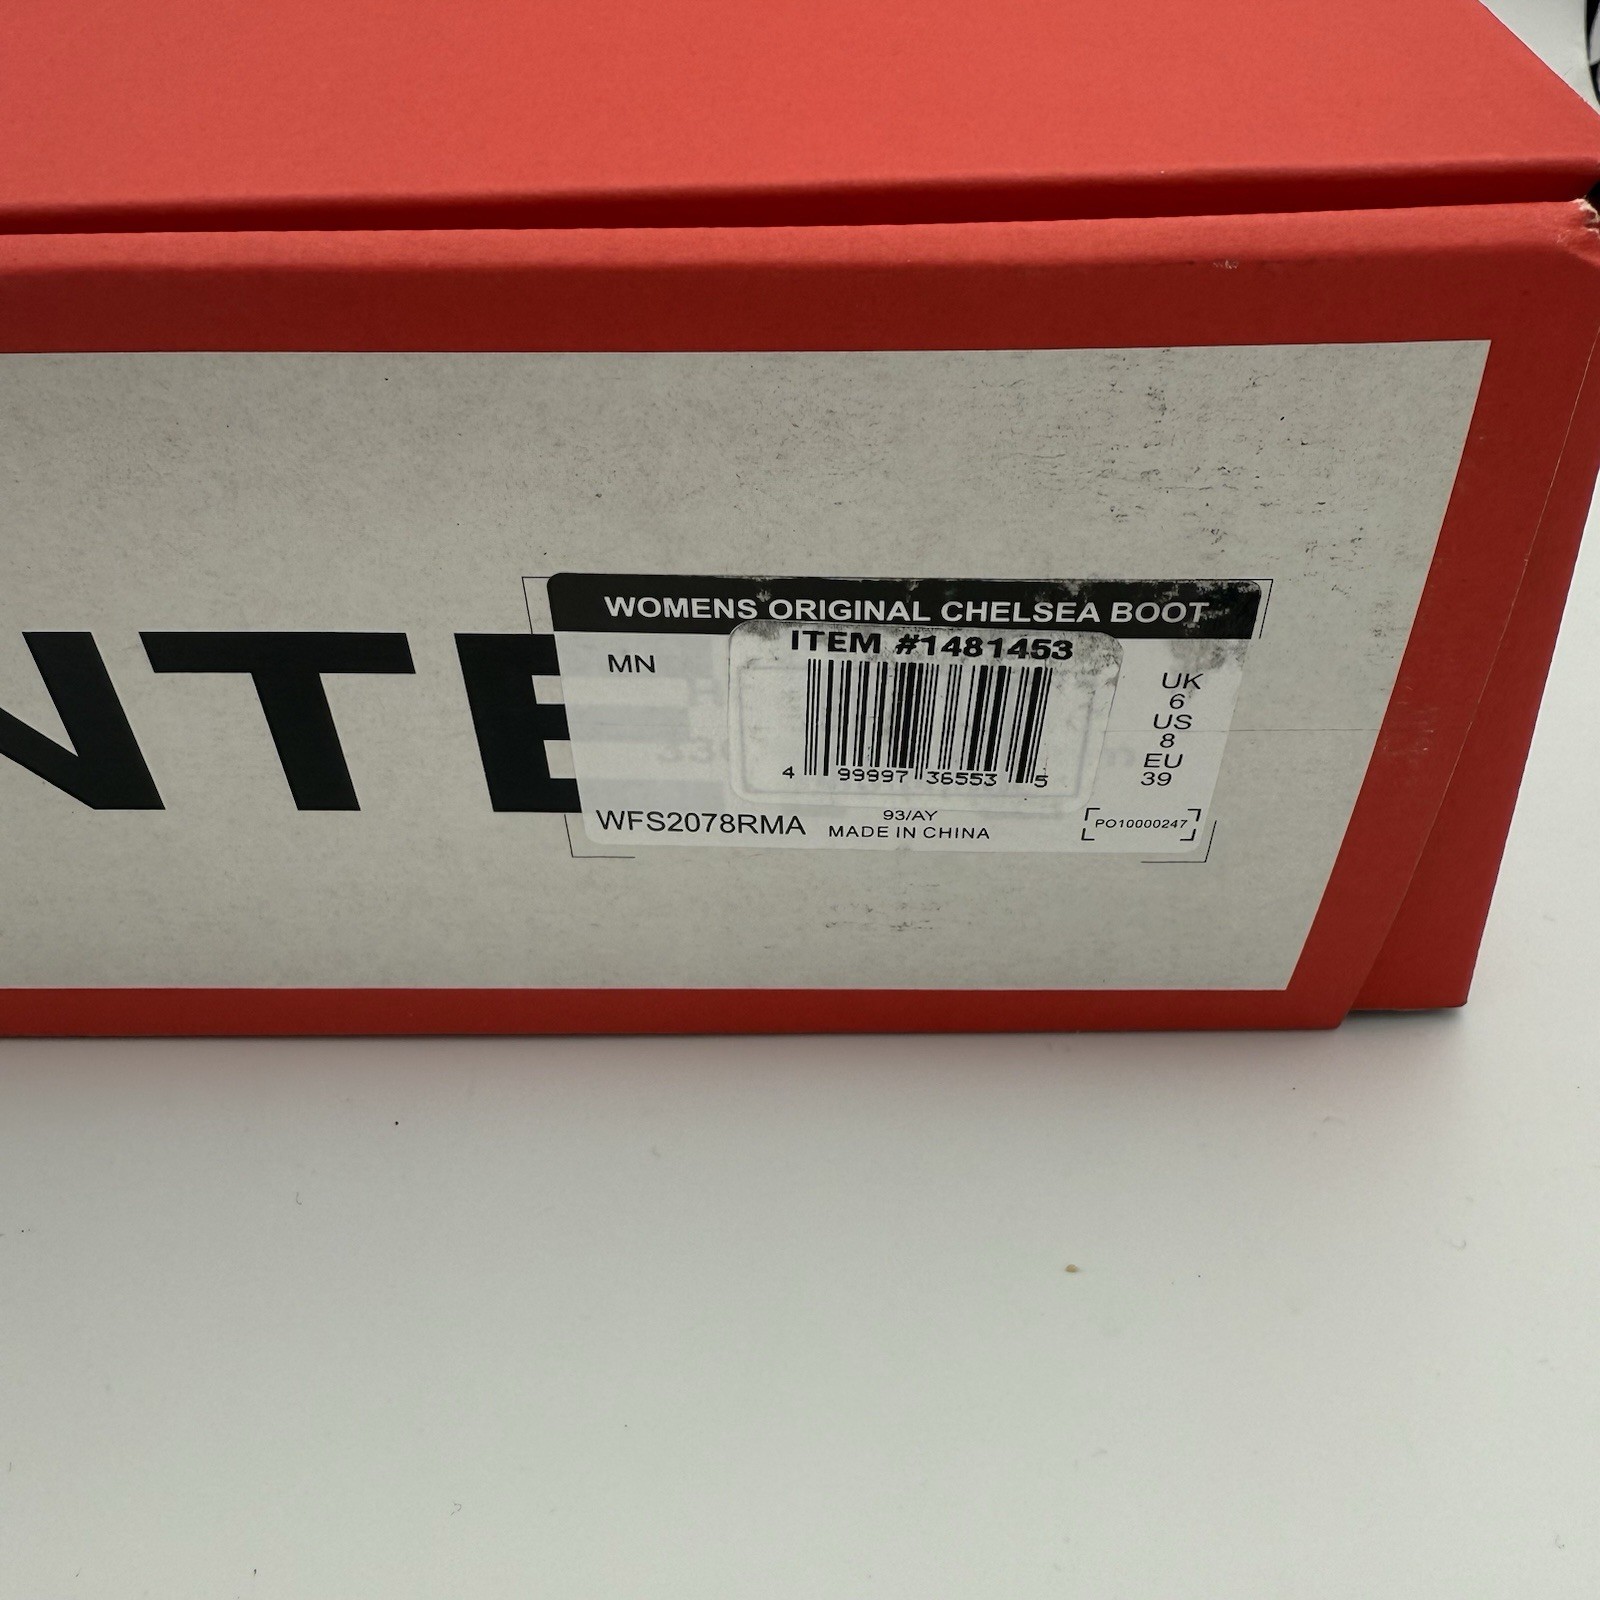 NTE
WOMENS ORIGINAL CHELSEA BOOT
ITEM #1481453
MN
4 99997 36553 5
UK
6
US
8
EU
39
WFS2078RMA
93/AY
MADE IN CHINA
PO10000247